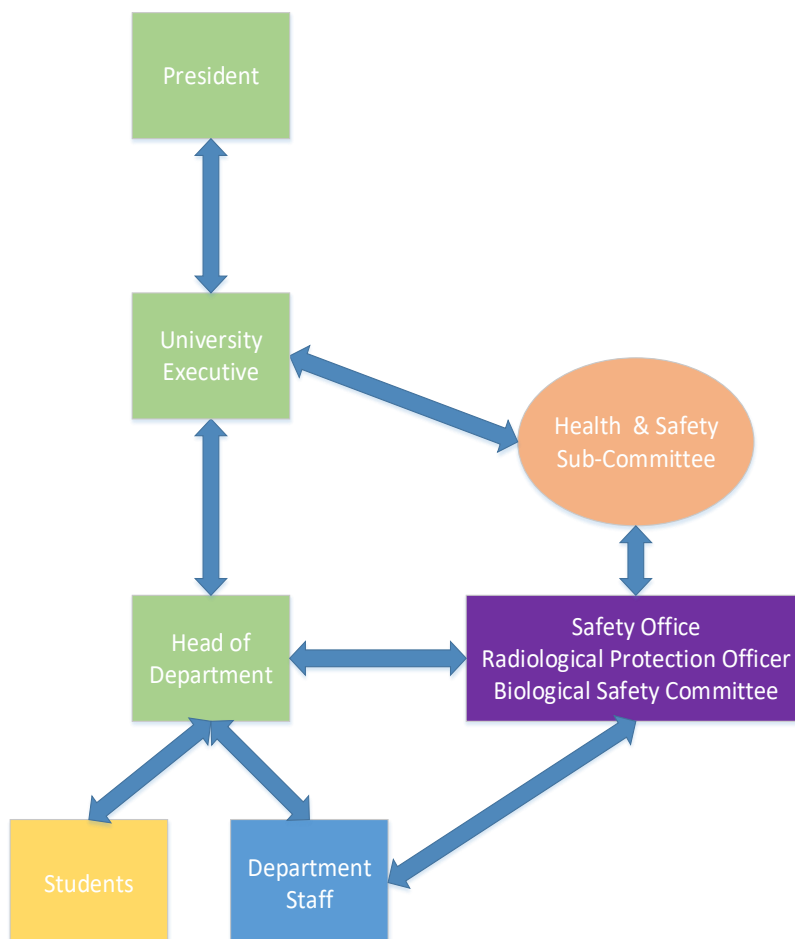 President
University
Executive
Health & Safety
Sub-Committee
Head of
Department
Safety Office
Radiological Protection Officer
Biological Safety Committee
Students
Department
Staff